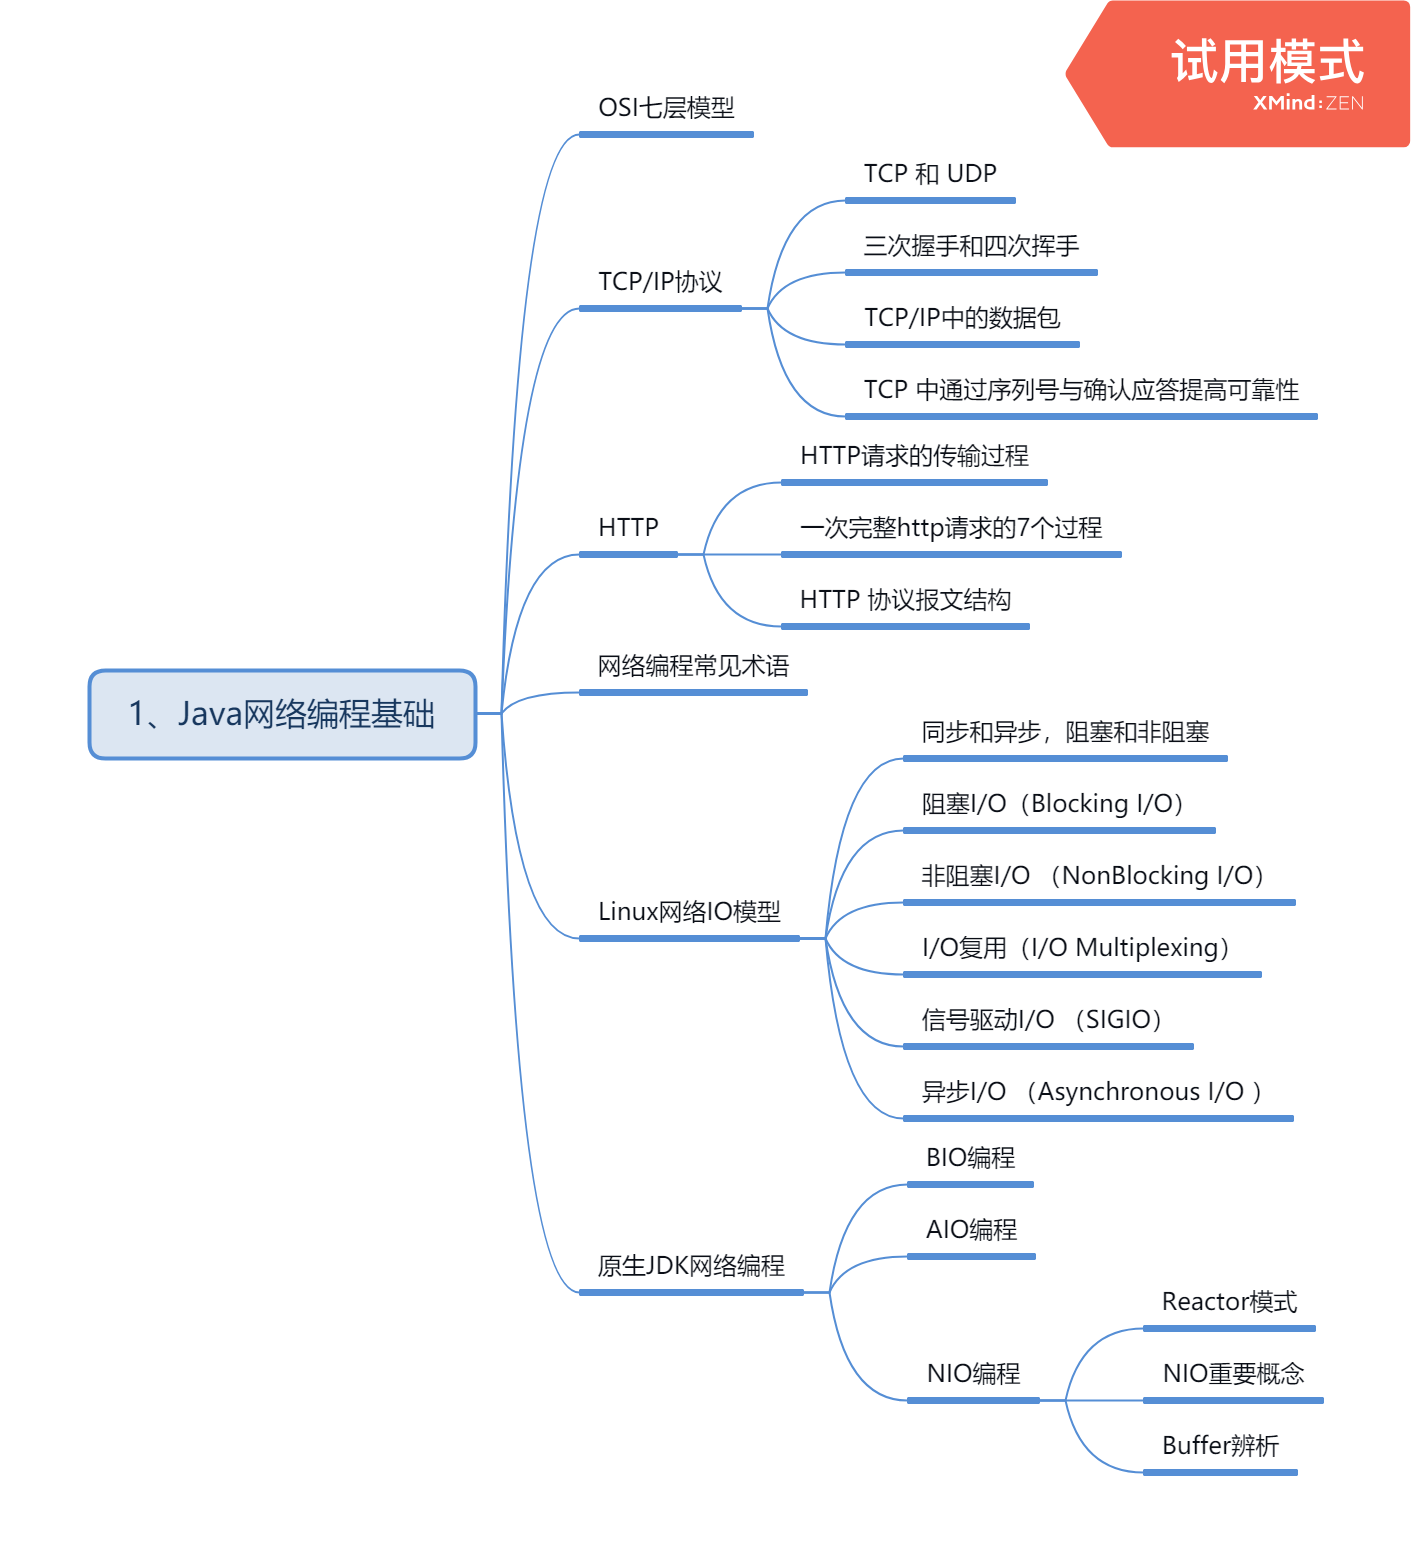 试用模式
XMind:ZEN
OSI七层模型
TCP 和 UDP
三次握手和四次挥手
TCP/IP协议
TCP/IP中的数据包
TCP 中通过序列号与确认应答提高可靠性
HTTP请求的传输过程
HTTP
一次完整http请求的7个过程
HTTP 协议报文结构
网络编程常见术语
1、Java网络编程基础
同步和异步，阻塞和非阻塞
阻塞I/O（Blocking I/O）
非阻塞I/O （NonBlocking I/O）
Linux网络IO模型
I/O复用（I/O Multiplexing）
信号驱动I/O （SIGIO）
异步I/O （Asynchronous I/O ）
BIO编程
AIO编程
原生JDK网络编程
Reactor模式
NIO编程
NIO重要概念
Buffer辨析